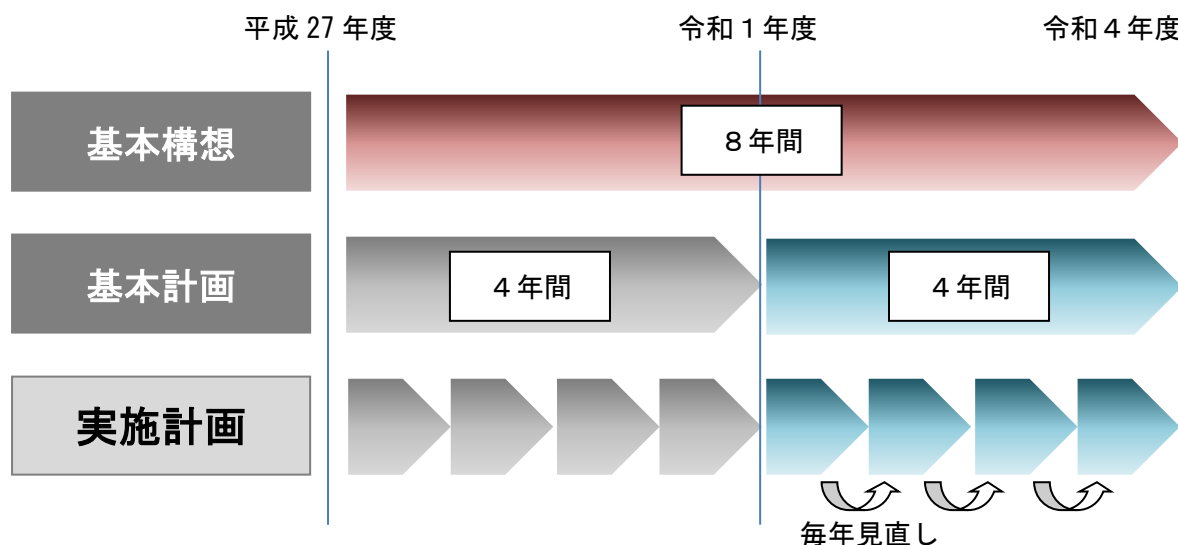 平成 27 年度
令和１年度
令和４年度
基本構想
８年間
基本計画
４年間
４年間
実施計画
毎年見直し